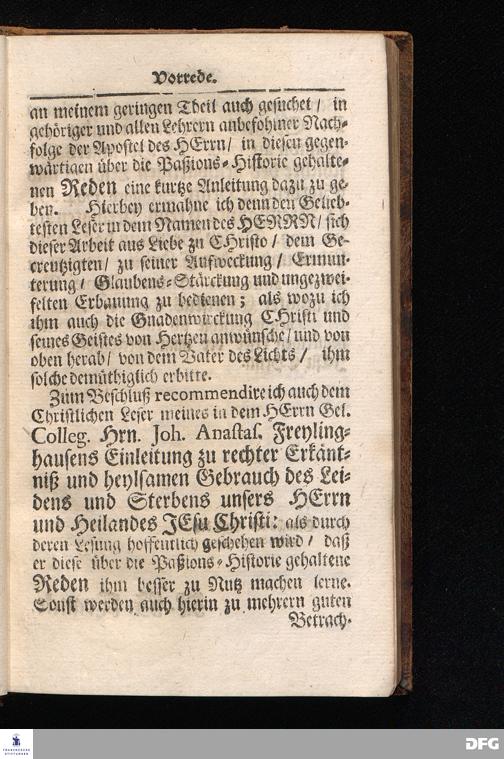 Vorrede.
an meinem geringen Theil auch gesuchet / in
gehöriger und allen Lehrern anbefohlner Nach-
folge der Apostel des HErrn / in diesen gegen-
wärtigen über die Paßions-Historie gehalte-
nen Reden eine kurtze Anleitung dazu zu ge-
ben. Hierbey ermahne ich denn den Gelieb-
testen Leser in dem Namen des HERRN / sich
dieser Arbeit aus Liebe zu CHristo / dem Ge-
creutzigten / zu seiner Aufweckung / Ermun-
terung / Glaubens-Stärckung und ungezwei-
felten Erbauung zu bedienen; als wozu ich
ihm auch die Gnadenwirckung CHristi und
seines Geistes von Hertzen anwünsche / und von
oben herab / von dem Vater des Lichts / ihm
solche demüthiglich erbitte.
Zum Beschluß recommendire ich auch dem
Christlichen Leser meines in dem HErrn Gel.
Colleg. Hrn. Joh. Anastas. Freyling-
hausens Einleitung zu rechter Erkänt-
niß und heylsamen Gebrauch des Lei-
dens und Sterbens unsers HErrn
und Heilandes JEsu Christi: als durch
deren Lesung hoffentlich geschehen wird / daß
er diese über die Paßions-Historie gehaltene
Reden ihm besser zu Nutz machen lerne.
Sonst werden auch hierin zu mehrern guten
Betrach-
FRANCKESCHE
STIFTUNGEN
DFG